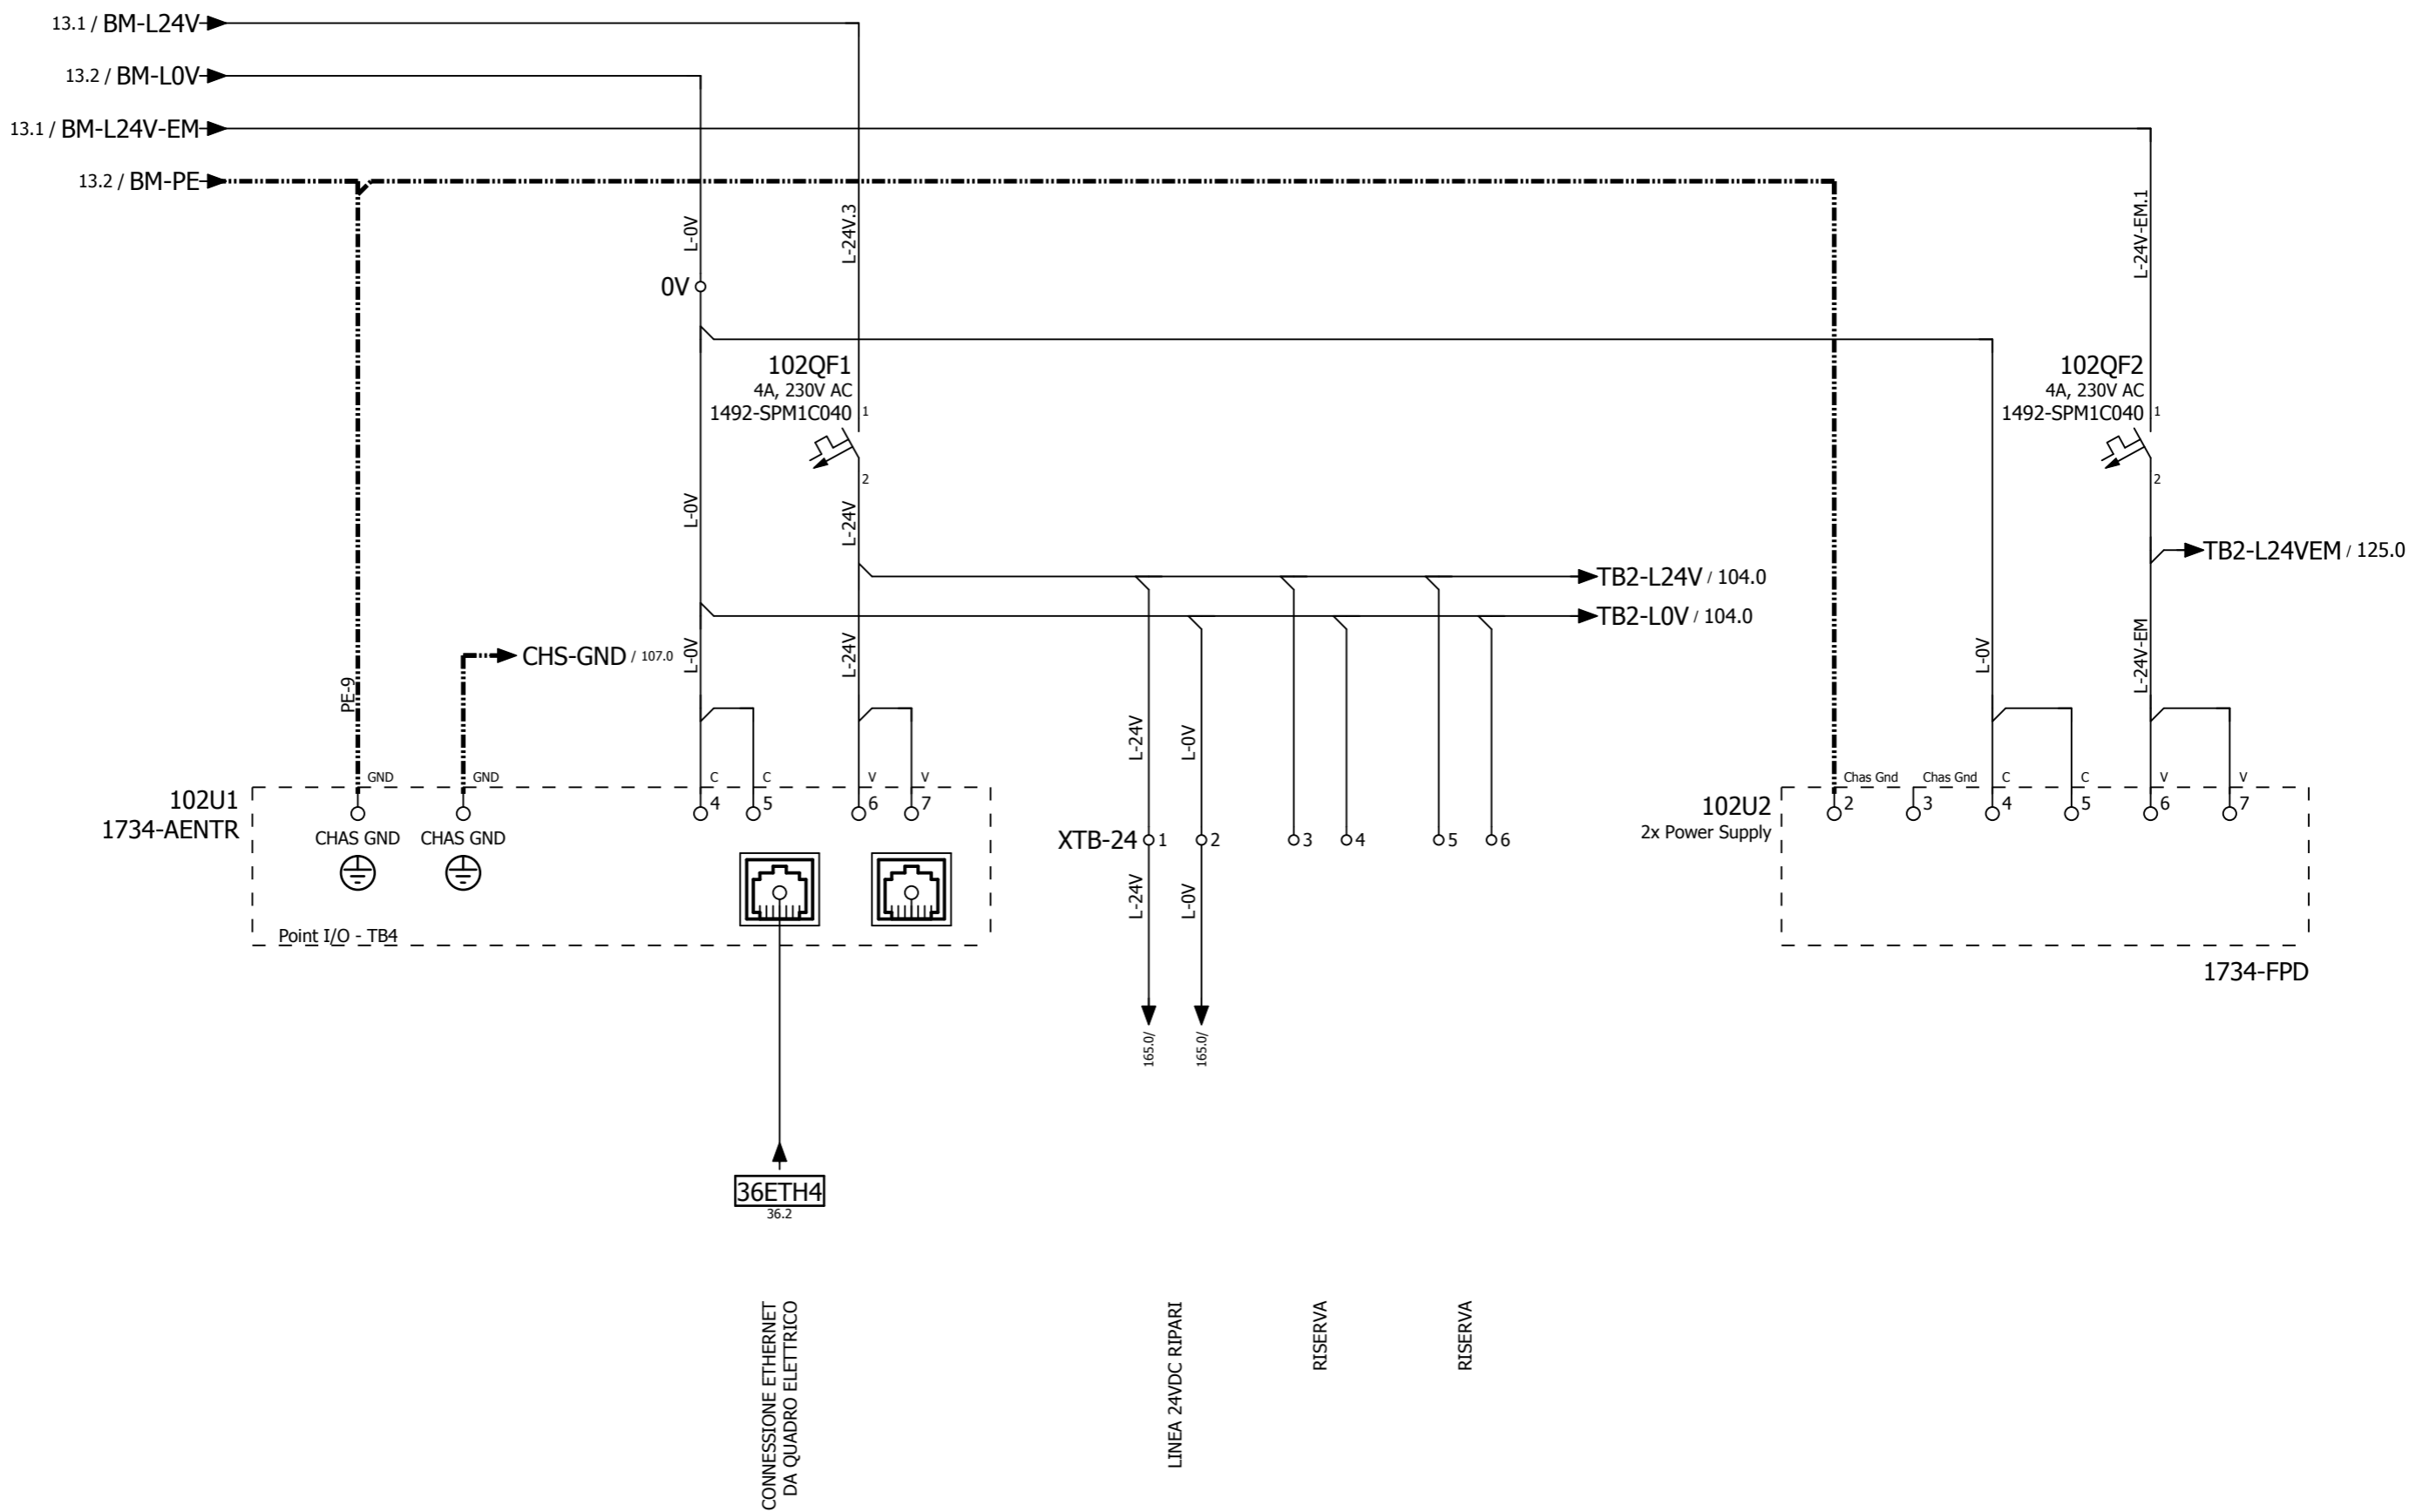 13.1 / BM-L24V
13.2 / BM-L0V
13.1 / BM-L24V-EM
13.2 / BM-PE
L-0V
L-24V.3
L-24V-EM.1
0V
102QF1
4A, 230V AC
1492-SPM1C040
1
2
102QF2
4A, 230V AC
1492-SPM1C040
1
2
L-0V
L-24V
TB2-L24VEM / 125.0
TB2-L24V / 104.0
TB2-L0V / 104.0
CHS-GND / 107.0
PE-9
L-0V
L-24V
L-0V
L-24V-EM
L-24V
L-0V
102U1
1734-AENTR
GND
GND
C
C
V
V
4
5
6
7
CHAS GND
CHAS GND
Point I/O - TB4
XTB-24
1
2
3
4
5
6
L-24V
L-0V
102U2
2x Power Supply
Chas Gnd
Chas Gnd
C
C
V
V
2
3
4
5
6
7
1734-FPD
165.0/
165.0/
36ETH4
36.2
CONNESSIONE ETHERNET
DA QUADRO ELETTRICO
LINEA 24VDC RIPARI
RISERVA
RISERVA